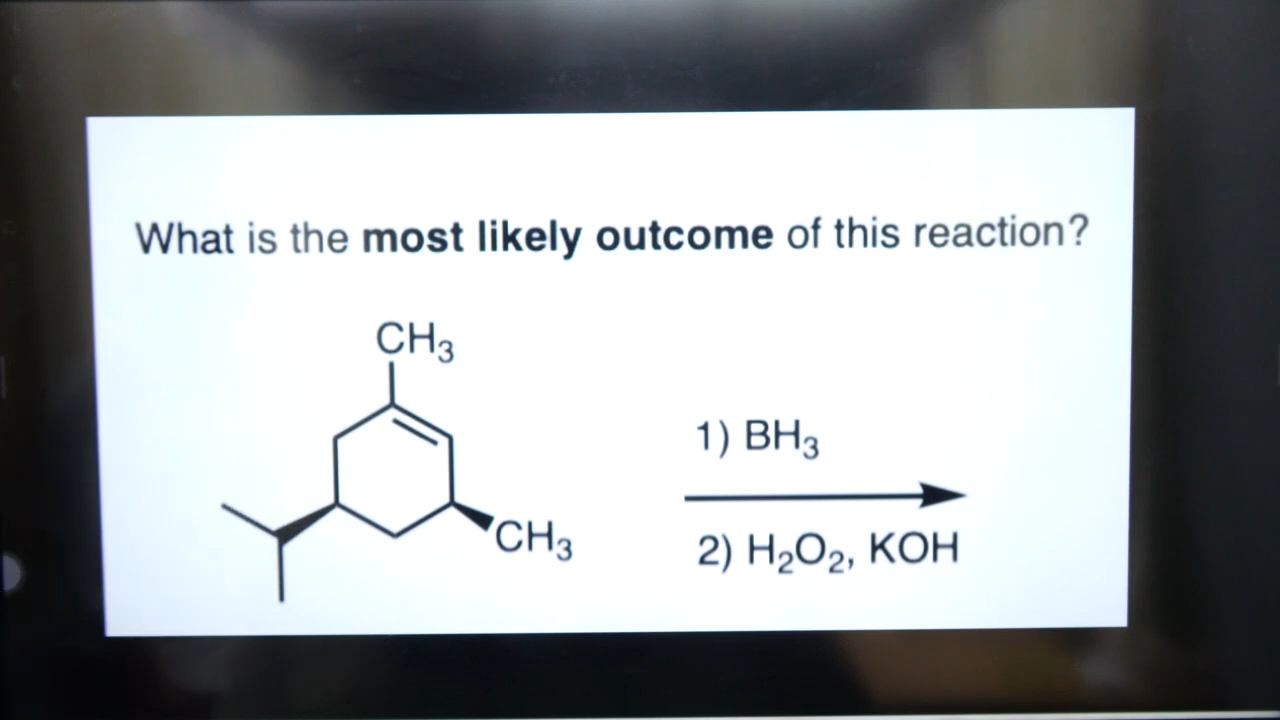 What is the most likely outcome of this reaction?
CH₃
1) BH₃
CH₃
2) H₂O₂, KOH